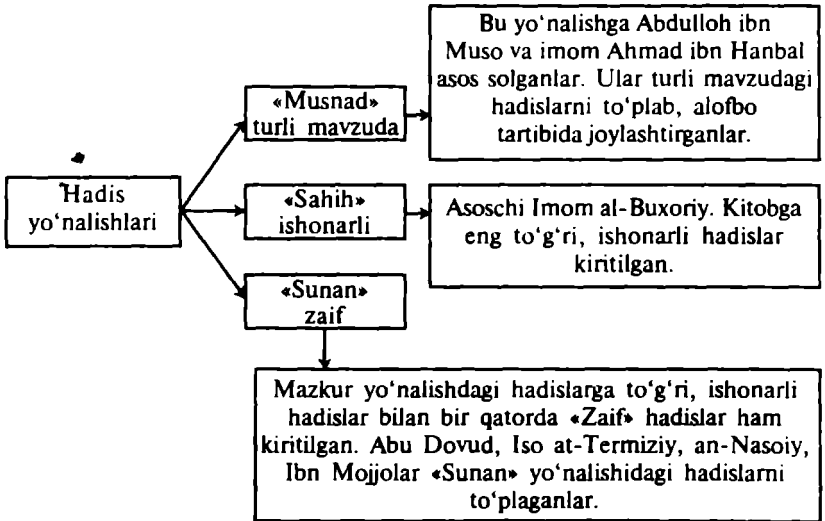 Hadis
yo‘nalishlari
«Musnad»
turli mavzuda
Bu yo‘nalishga Abdulloh ibn
Muso va imom Ahmad ibn Hanbal
asos solganlar. Ular turli mavzudagi
hadislarni to‘plab, alofbo
tartibida joylashtirganlar.
«Sahih»
ishonarli
Asoschi Imom al-Buxoriy. Kitobga
eng to‘g‘ri, ishonarli hadislar
kiritilgan.
«Sunan»
zaif
Mazkur yo‘nalishdagi hadislarga to‘g‘ri, ishonarli
hadislar bilan bir qatorda «Zaif» hadislar ham
kiritilgan. Abu Dovud, Iso at-Termiziy, an-Nasoiy,
Ibn Mojjolar «Sunan» yo‘nalishidagi hadislarni
to‘plaganlar.